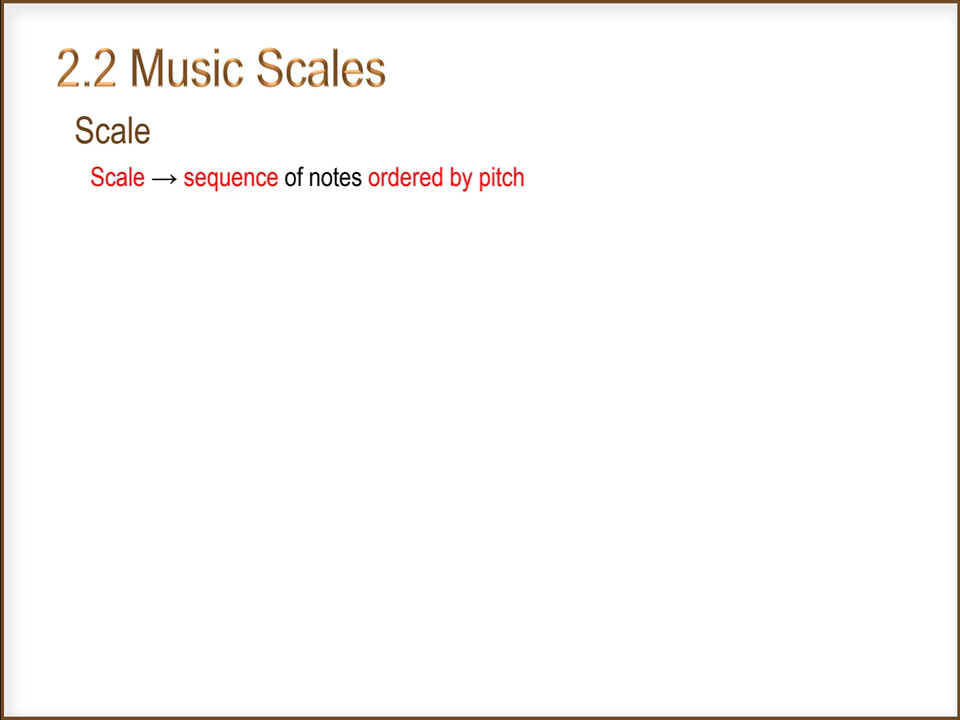 2.2 Music Scales
Scale
Scale → sequence of notes ordered by pitch